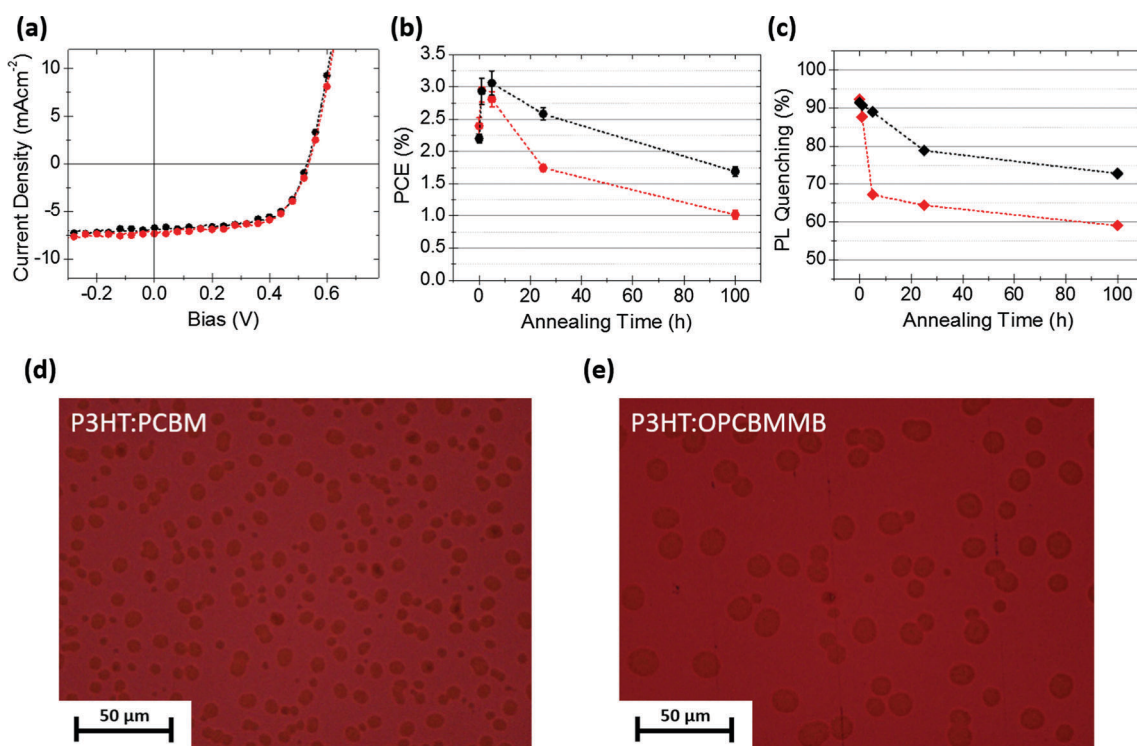 (a)
Current Density (mAcm⁻²)
10
5
0
-5
-10
-0.2 0.0 0.2 0.4 0.6
Bias (V)
(b)
PCE (%)
3.5
3.0
2.5
2.0
1.5
1.0
0.5
0.0
0 20 40 60 80 100
Annealing Time (h)
(c)
PL Quenching (%)
100
90
80
70
60
50
0 20 40 60 80 100
Annealing Time (h)
(d)
P3HT:PCBM
50 µm
(e)
P3HT:OPCBMMB
50 µm